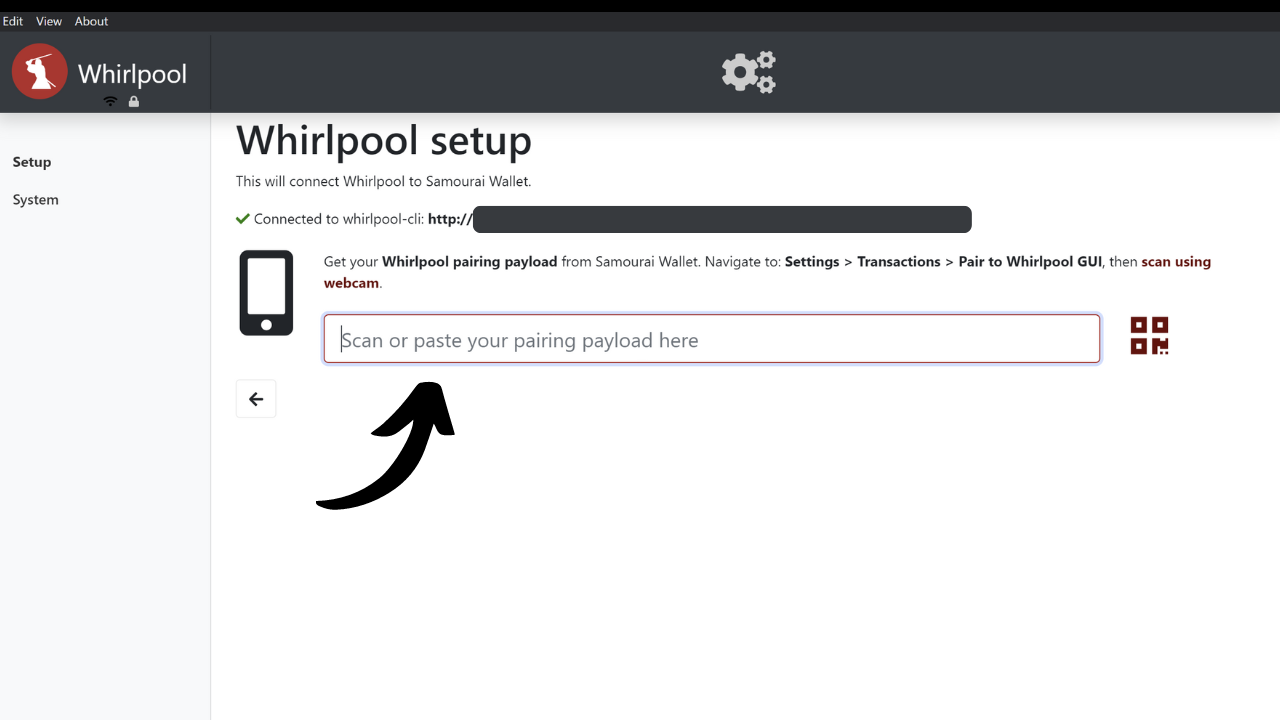 Edit View About
Whirlpool
Setup
System
Whirlpool setup
This will connect Whirlpool to Samourai Wallet.
Connected to whirlpool-cli: http://
Get your Whirlpool pairing payload from Samourai Wallet. Navigate to: Settings > Transactions > Pair to Whirlpool GUI, then scan using
webcam.
Scan or paste your pairing payload here